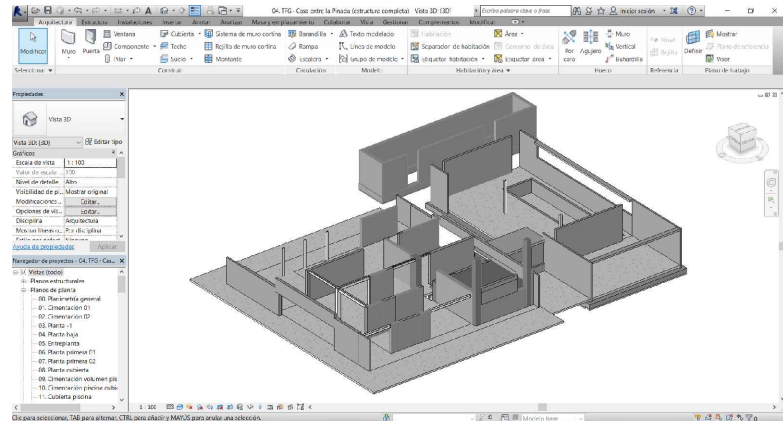 04. TFG - Case entre la Pinada (estructura completa) Vista 3D: {3D}
Escriba palabra clave o frase
Iniciar sesión
Arquitectura Estructura Instalaciones Insertar Anotar Analizar Masa y emplazamiento Colaborar Vista Gestionar Complementos Modificar
Modificar
Muro
Puerta
Ventana
Componente
Pilar
Cubierta
Techo
Suelo
Sistema de muro cortina
Rejilla de muro cortina
Montante
Barandilla
Rampa
Escalera
Texto modelado
Línea de modelo
Grupo de modelo
Habitación
Separador de habitación
Etiquetar habitación
Área
Contorno de área
Etiquetar área
Por cara
Agujero
Muro
Vertical
Buhardilla
Nivel
Rejilla
Definir
Mostrar
Plano de referencia
Visor
Seleccionar Construir Circulación Modelo Habitación y área Hueco Referencia Plano de trabajo
Propiedades
Vista 3D
Vista 3D: {3D} Editar tipo
Gráficos
Escala de vista 1 : 100
Valor de escala 100
Nivel de detalle Alto
Visibilidad de pi... Mostrar original
Modificaciones... Editar...
Opciones de vis... Editar...
Disciplina Arquitectura
Mostrar líneas o... Por disciplina
Ayuda de propiedades Aplicar
Navegador de proyectos - 04. TFG - Cas...
Vistas (todo)
Planos estructurales
Planos de planta
00. Planimetría general
01. Cimentación 01
02. Cimentación 02
03. Planta -1
04. Planta baja
05. Entreplanta
06. Planta primera 01
07. Planta primera 02
08. Planta cubierta
09. Cimentación volumen pis
10. Cimentación piscina cubi
11. Cubierta piscina
1 : 100
Clic para seleccionar, TAB para alternar, CTRL para añadir y MAYÚS para anular una selección.
Modelo base